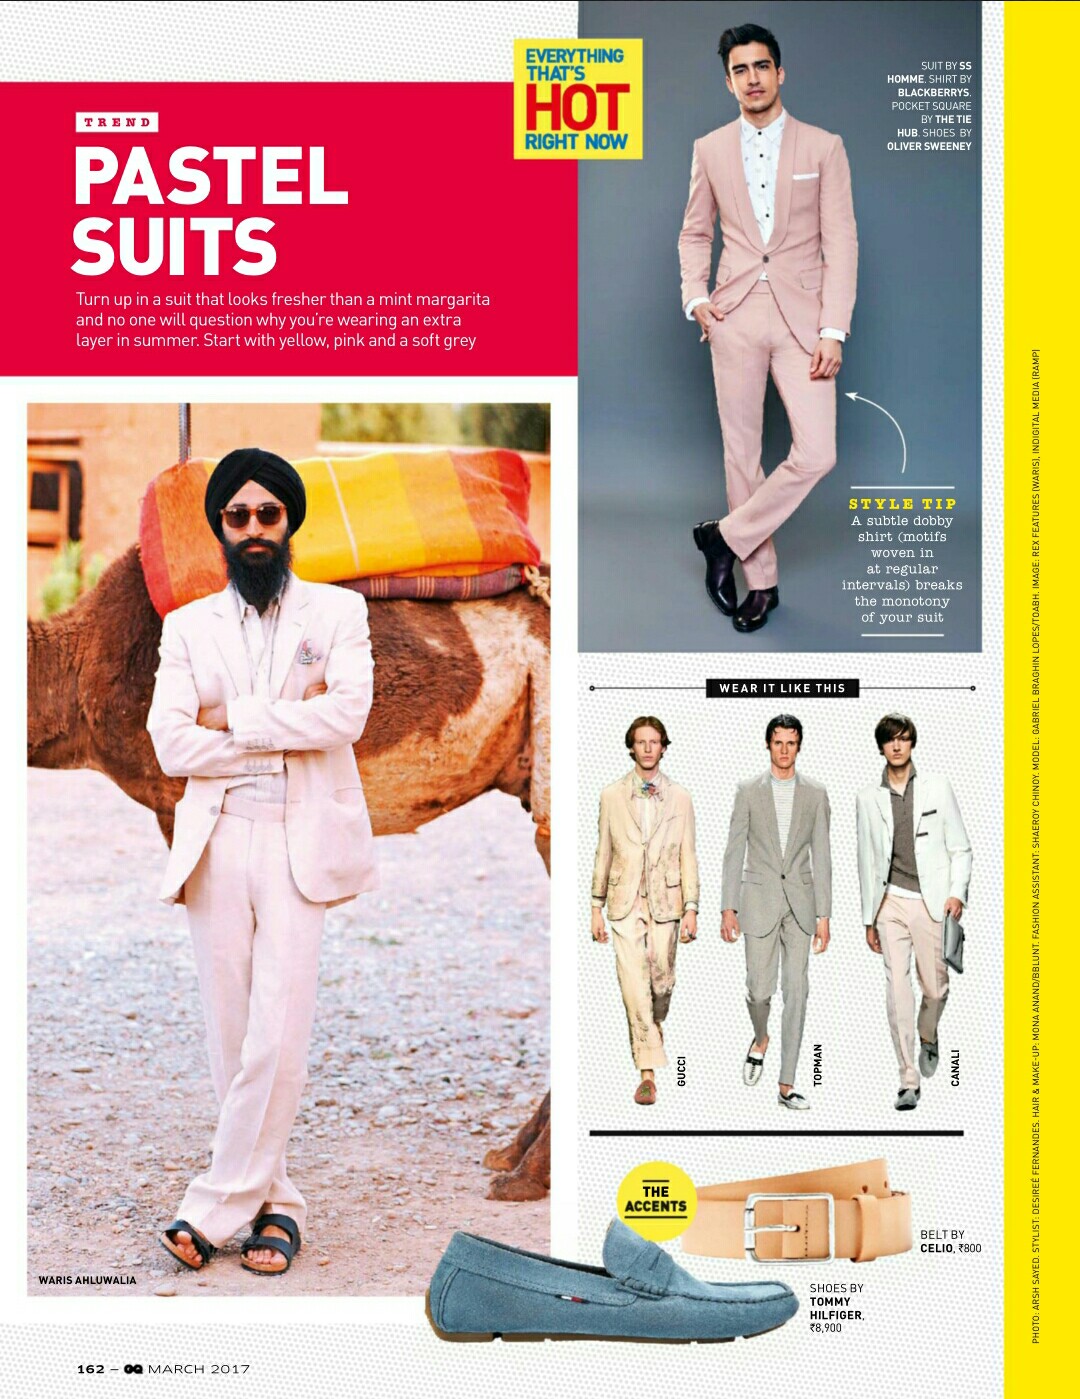 EVERYTHING
THAT'S
HOT
RIGHT NOW
TREND
PASTEL
SUITS
Turn up in a suit that looks fresher than a mint margarita
and no one will question why you're wearing an extra
layer in summer. Start with yellow, pink and a soft grey
SUIT BY SS
HOMME. SHIRT BY
BLACKBERRYS.
POCKET SQUARE
BY THE TIE
HUB. SHOES BY
OLIVER SWEENEY
STYLE TIP
A subtle dobby
shirt (motifs
woven in
at regular
intervals) breaks
the monotony
of your suit
WARIS AHLUWALIA
WEAR IT LIKE THIS
GUCCI
TOPMAN
CANALI
THE
ACCENTS
BELT BY
CELIO, ₹800
SHOES BY
TOMMY
HILFIGER,
₹8,900
PHOTO: ARSH SAYED. STYLIST: DESIREÉ FERNANDES. HAIR & MAKE-UP: MONA ANAND/BBLUNT. FASHION ASSISTANT: SHAEROY CHINOY. MODEL: GABRIEL BRAGHIN LOPES/TOABH. IMAGE: REX FEATURES (WARIS), INDIGITAL MEDIA (RAMP)
162 – GQ MARCH 2017